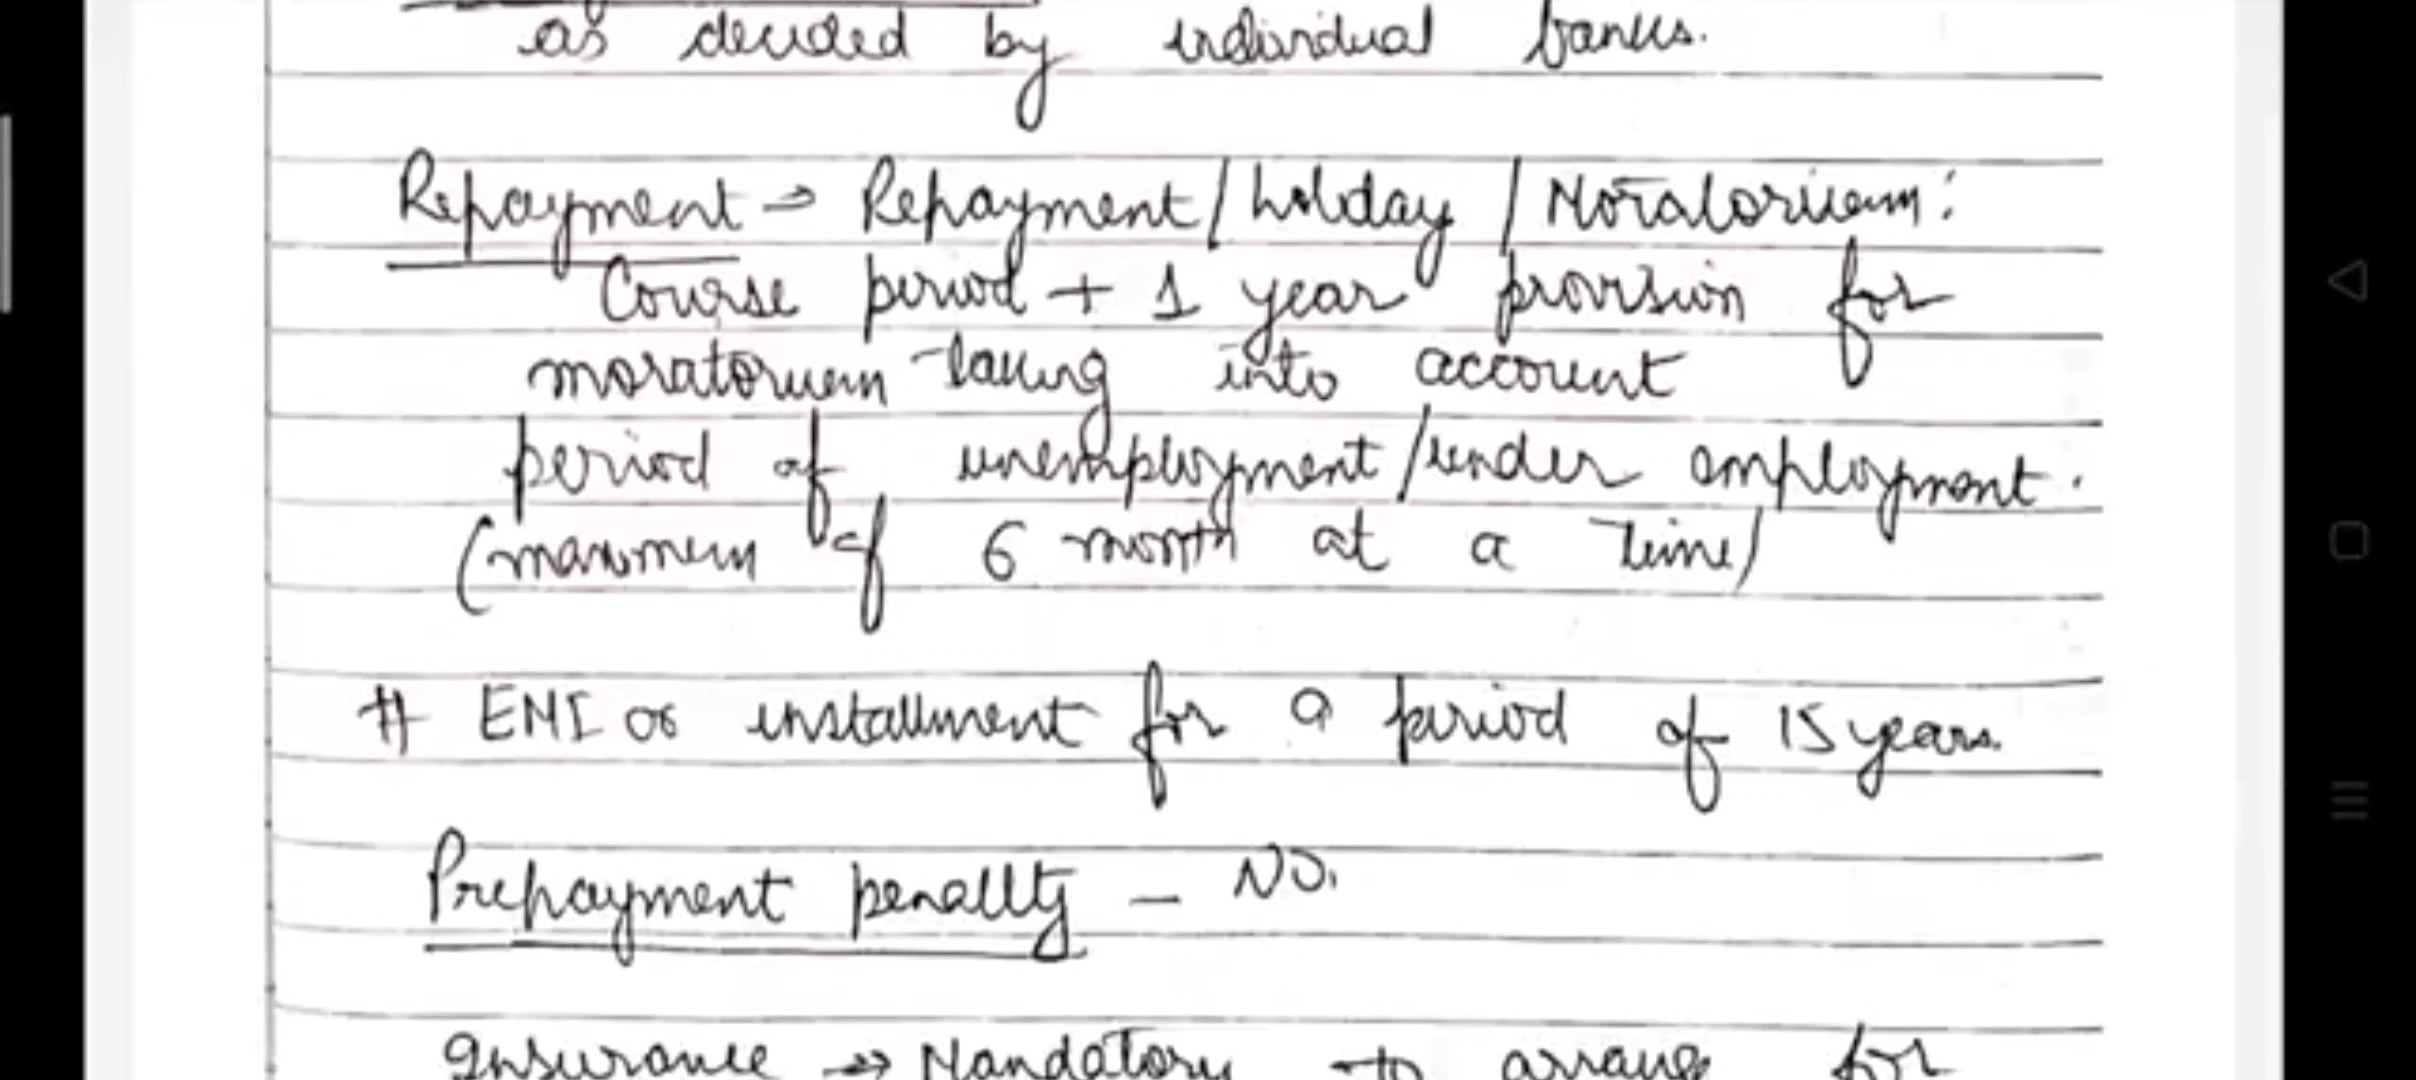 as decided by individual banks.
Repayment → Repayment/holiday / Moratorium:
Course period + 1 year provision for
moratorium taking into account
period of unemployment/under employment.
(maximum of 6 month at a time)
# EMI or installment for a period of 15 years.
Prepayment penalty - NO.
Insurance →> Mandatory to arrange for